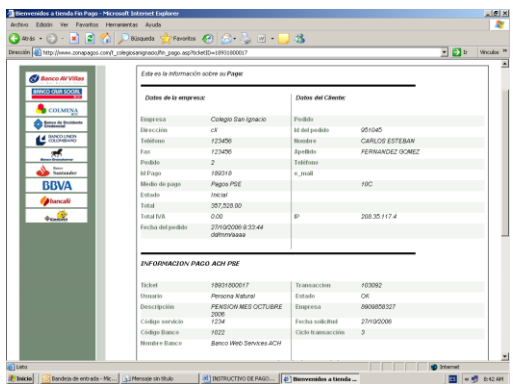 Bienvenidos a tienda Fin Pago - Microsoft Internet Explorer
Archivo Edición Ver Favoritos Herramientas Ayuda
Atrás Búsqueda Favoritos
Dirección http://www.zonapagos.com/t_colegiosanignacio/fin_pago.asp?ticketID=18931800017 Ir Vínculos
Esta es la información sobre su Pago:
Datos de la empresa: Datos del Cliente:
Empresa Colegio San Ignacio Pedido
Dirección cll Id del pedido 951045
Teléfono 123456 Nombre CARLOS ESTEBAN
Fax 123456 Apellido FERNANDEZ GOMEZ
Pedido 2 Teléfono
Id Pago 189318 e_mail
Medio de pago Pagos PSE 10C
Estado Inicial
Total 357,528.00
Total IVA 0.00 IP 208.35.117.4
Fecha del pedido 27/10/2006 9:33:44
dd/mm/aaaa
INFORMACION PAGO ACH PSE
Ticket 18931800017 Transaccion 103092
Usuario Persona Natural Estado OK
Descripción PENSION MES OCTUBRE Empresa 8909858327
2006
Código servicio 1234 Fecha solicitud 27/10/2006
Código Banco 1022 Ciclo transacción 3
Nombre Banco Banco Web Services ACH
Banco AV Villas
BANCO CAJA SOCIAL
COLMENA
Banco de Occidente
Credencial
BANCO UNION
COLOMBIANO
Banco
Santander
BBVA
bancafé
Listo Internet
Inicio Bandeja de entrada - Mic... Mensaje sin título INSTRUCTIVO DE PAGO... Bienvenidos a tienda ... 8:42 AM